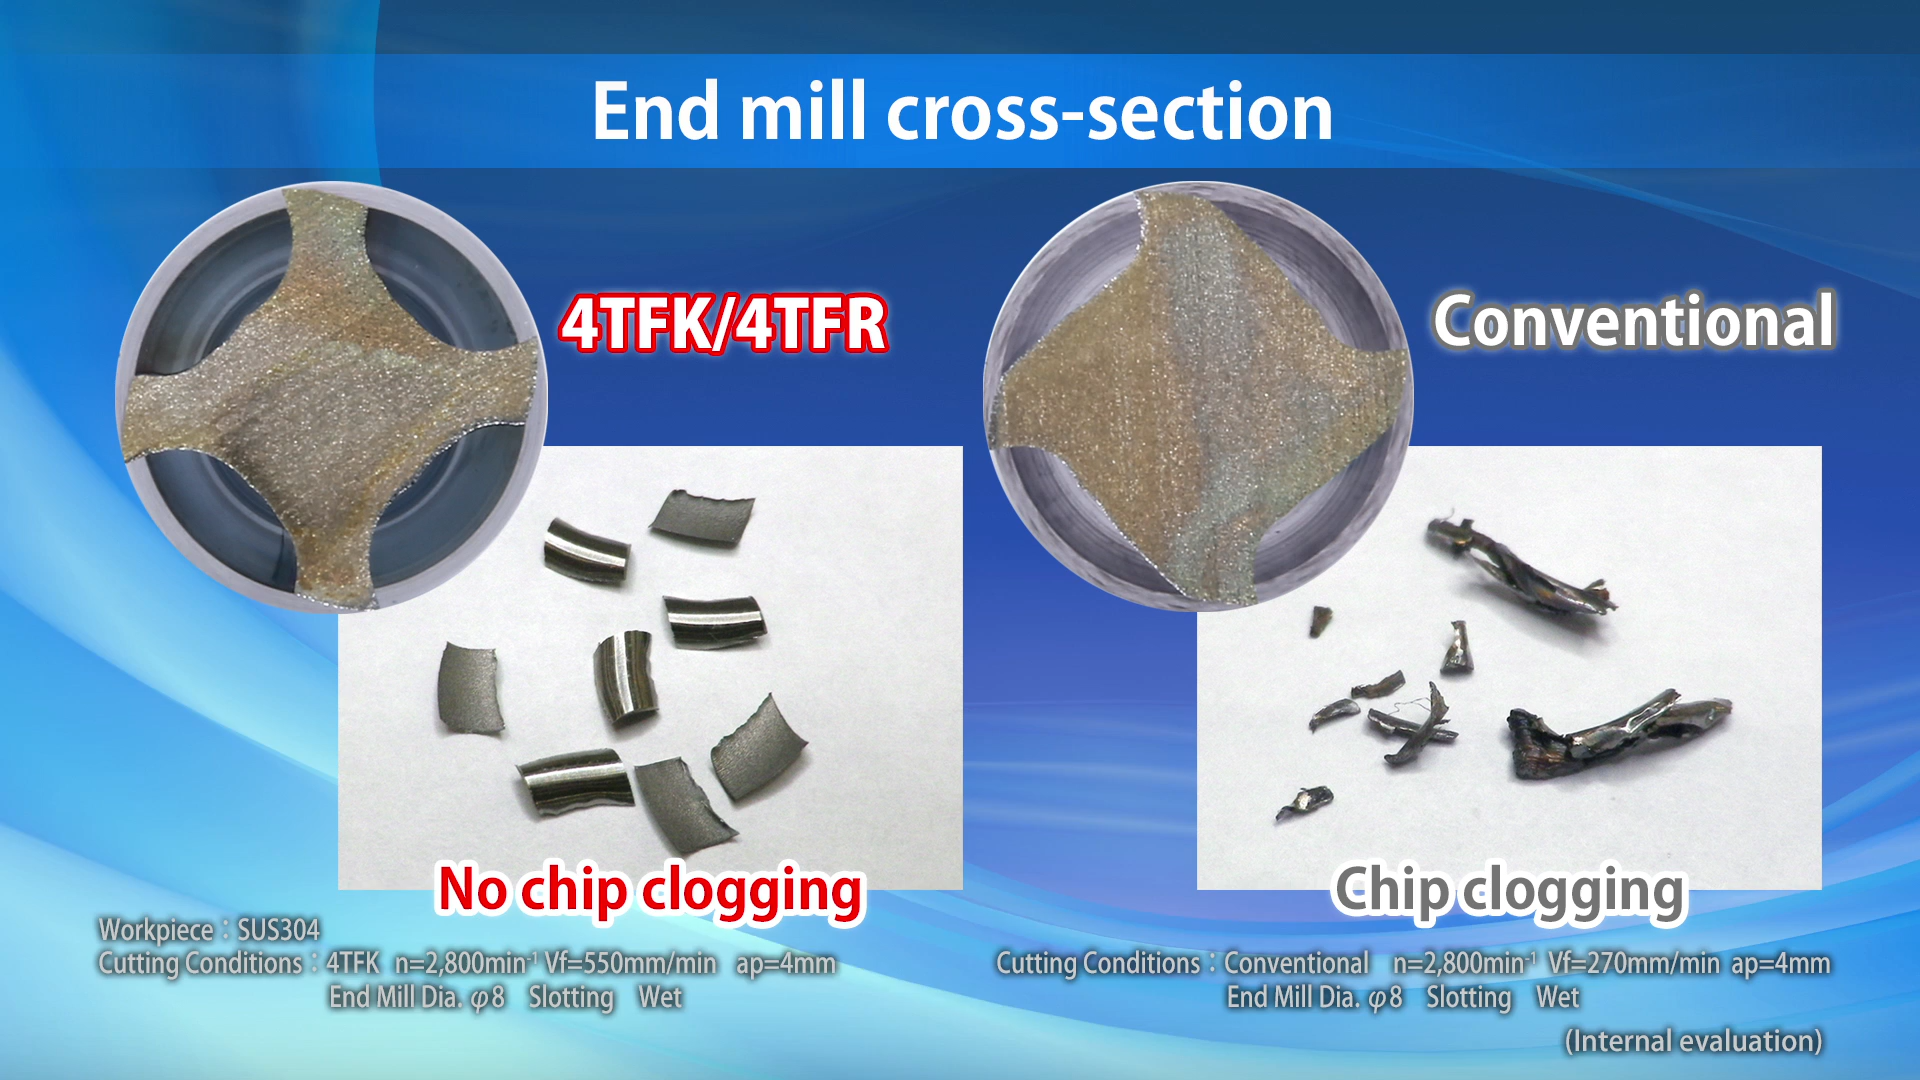 End mill cross-section
4TFK/4TFR
Conventional
No chip clogging
Chip clogging
Workpiece：SUS304
Cutting Conditions：4TFK n=2,800min⁻¹ Vf=550mm/min ap=4mm
End Mill Dia. φ8 Slotting Wet
Cutting Conditions：Conventional n=2,800min⁻¹ Vf=270mm/min ap=4mm
End Mill Dia. φ8 Slotting Wet
(Internal evaluation)